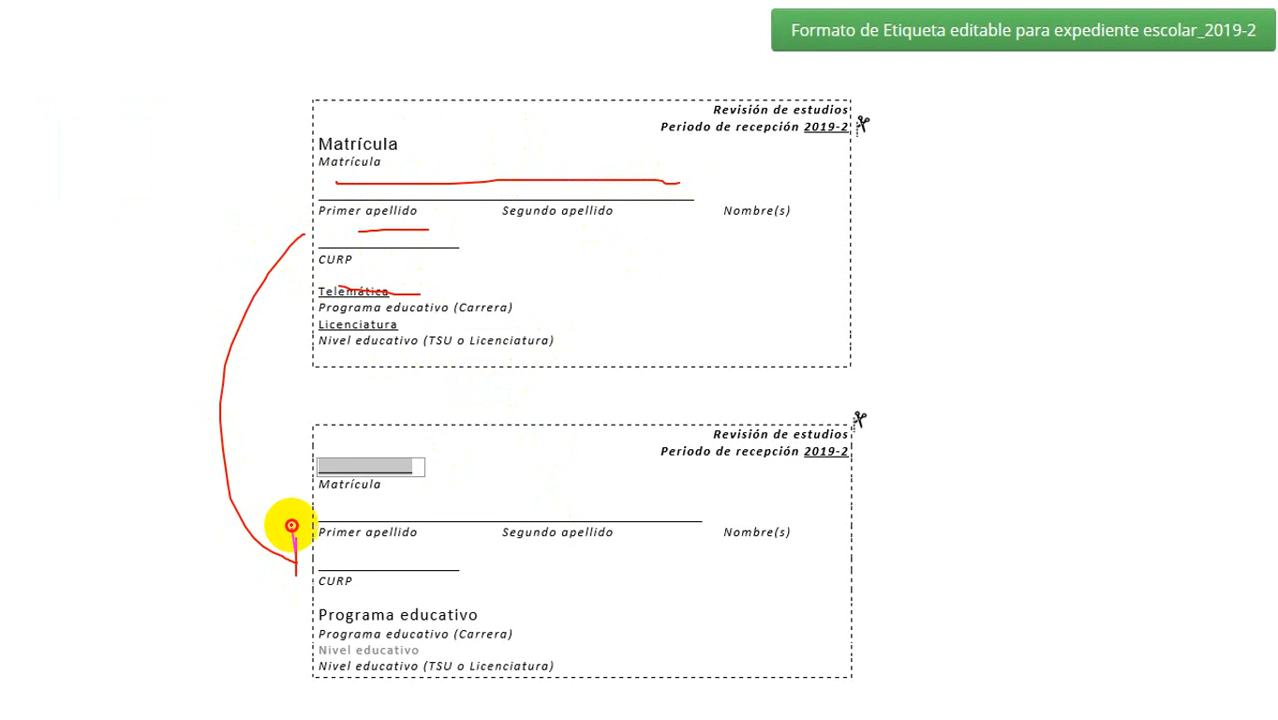 Formato de Etiqueta editable para expediente escolar_2019-2
Revisión de estudios
Periodo de recepción 2019-2
Matrícula
Matrícula
Primer apellido Segundo apellido Nombre(s)
CURP
Telemática
Programa educativo (Carrera)
Licenciatura
Nivel educativo (TSU o Licenciatura)
Revisión de estudios
Periodo de recepción 2019-2
Matrícula
Primer apellido Segundo apellido Nombre(s)
CURP
Programa educativo
Programa educativo (Carrera)
Nivel educativo
Nivel educativo (TSU o Licenciatura)